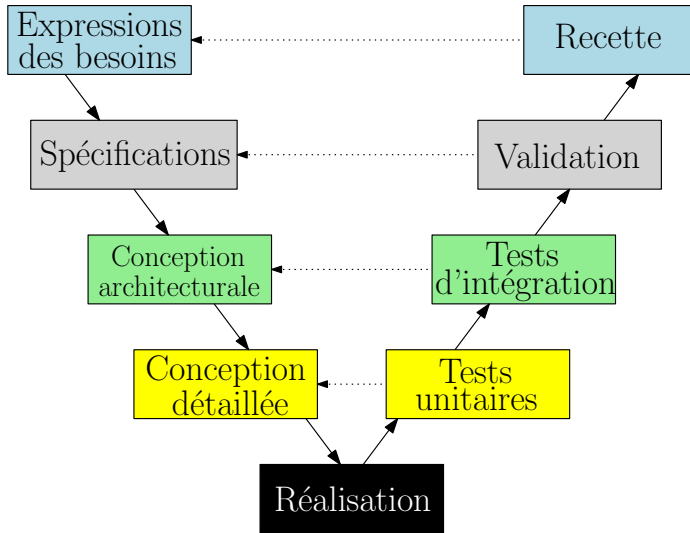 Expressions
des besoins
Recette
Spécifications
Validation
Conception
architecturale
Tests
d'intégration
Conception
détaillée
Tests
unitaires
Réalisation